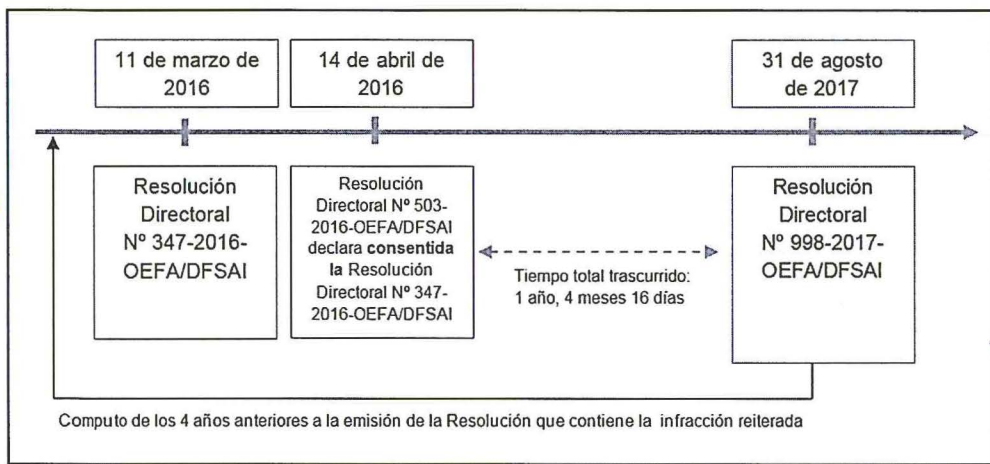 11 de marzo de
2016
14 de abril de
2016
31 de agosto
de 2017
Resolución
Directoral
Nº 347-2016-
OEFA/DFSAI
Resolución
Directoral Nº 503-
2016-OEFA/DFSAI
declara consentida
la Resolución
Directoral Nº 347-
2016-OEFA/DFSAI
Tiempo total trascurrido:
1 año, 4 meses 16 días
Resolución
Directoral
Nº 998-2017-
OEFA/DFSAI
Computo de los 4 años anteriores a la emisión de la Resolución que contiene la infracción reiterada